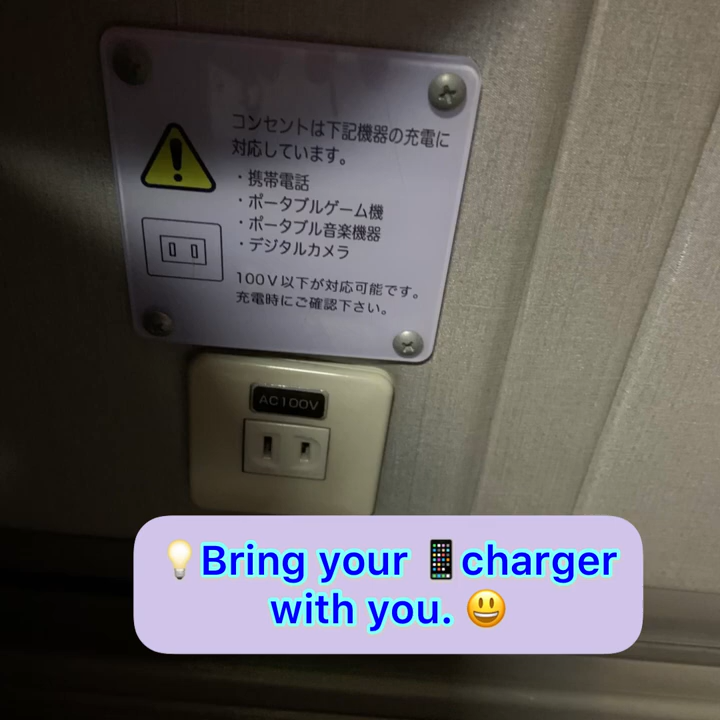 コンセントは下記機器の充電に
対応しています。
・携帯電話
・ポータブルゲーム機
・ポータブル音楽機器
・デジタルカメラ
100V以下が対応可能です。
充電時にご確認下さい。
AC100V
💡Bring your 📱charger
with you. 😃